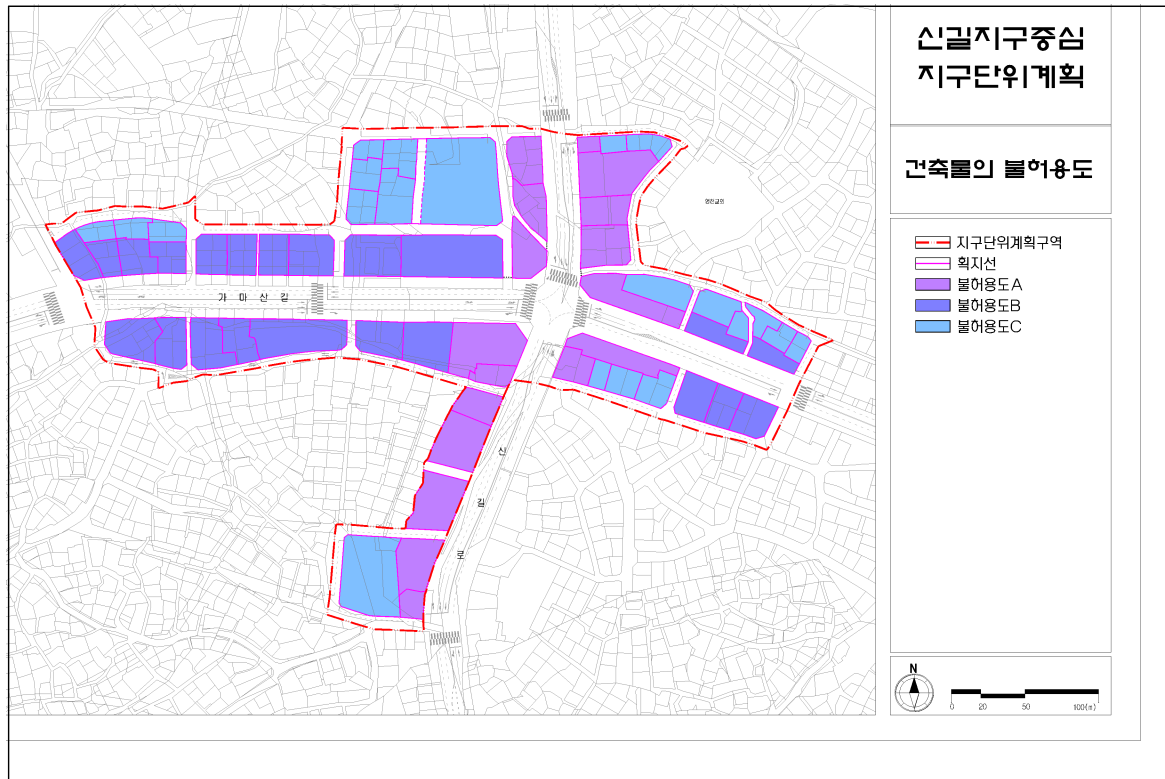 신길지구중심
지구단위계획
건축물의 불허용도
지구단위계획구역
획지선
불허용도A
불허용도B
불허용도C
가 마 산 길
신
길
로
N
0 20 50 100(m)